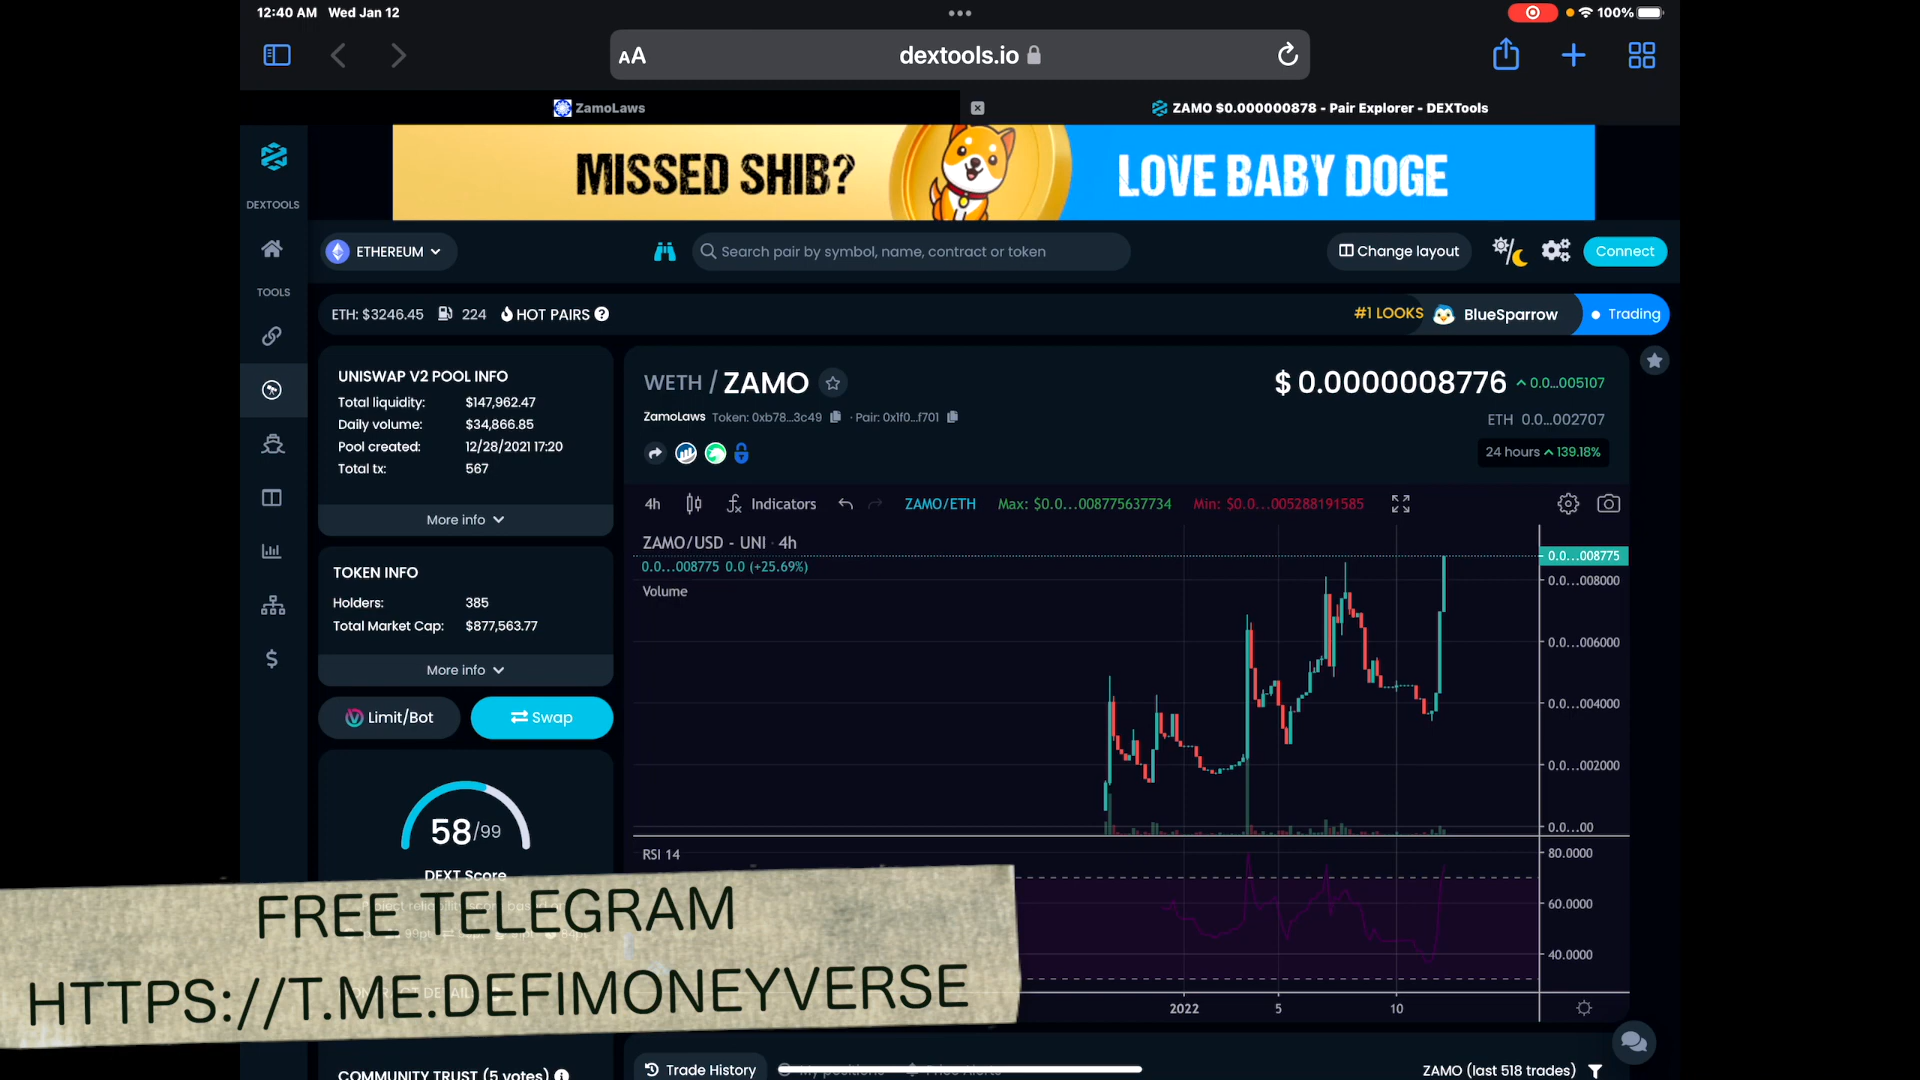 12:40 AM Wed Jan 12
100%
AA
dextools.io
ZamoLaws
ZAMO $0.000000878 - Pair Explorer - DEXTools
MISSED SHIB?
LOVE BABY DOGE
DEXTOOLS
ETHEREUM
Search pair by symbol, name, contract or token
Change layout
Connect
TOOLS
ETH: $3246.45
224
HOT PAIRS
#1 LOOKS
BlueSparrow
Trading
UNISWAP V2 POOL INFO
Total liquidity: $147,962.47
Daily volume: $34,866.85
Pool created: 12/28/2021 17:20
Total tx: 567
More info
TOKEN INFO
Holders: 385
Total Market Cap: $877,563.77
More info
Limit/Bot
Swap
58/99
DEXT Score
WETH / ZAMO
$ 0.0000008776
0.0...005107
ZamoLaws Token: 0xb78...3c49 · Pair: 0x1f0...f701
ETH 0.0...002707
24 hours 139.18%
4h
Indicators
ZAMO/ETH
Max: $0.0...008775637734
Min: $0.0...005288191585
ZAMO/USD - UNI · 4h
0.0...008775 0.0 (+25.69%)
Volume
0.0...008775
0.0...008000
0.0...006000
0.0...004000
0.0...002000
0.0...00
RSI 14
80.0000
60.0000
40.0000
2022
5
10
FREE TELEGRAM
HTTPS://T.ME.DEFIMONEYVERSE
COMMUNITY TRUST (5 votes)
Trade History
My positions
Price Alerts
ZAMO (last 518 trades)